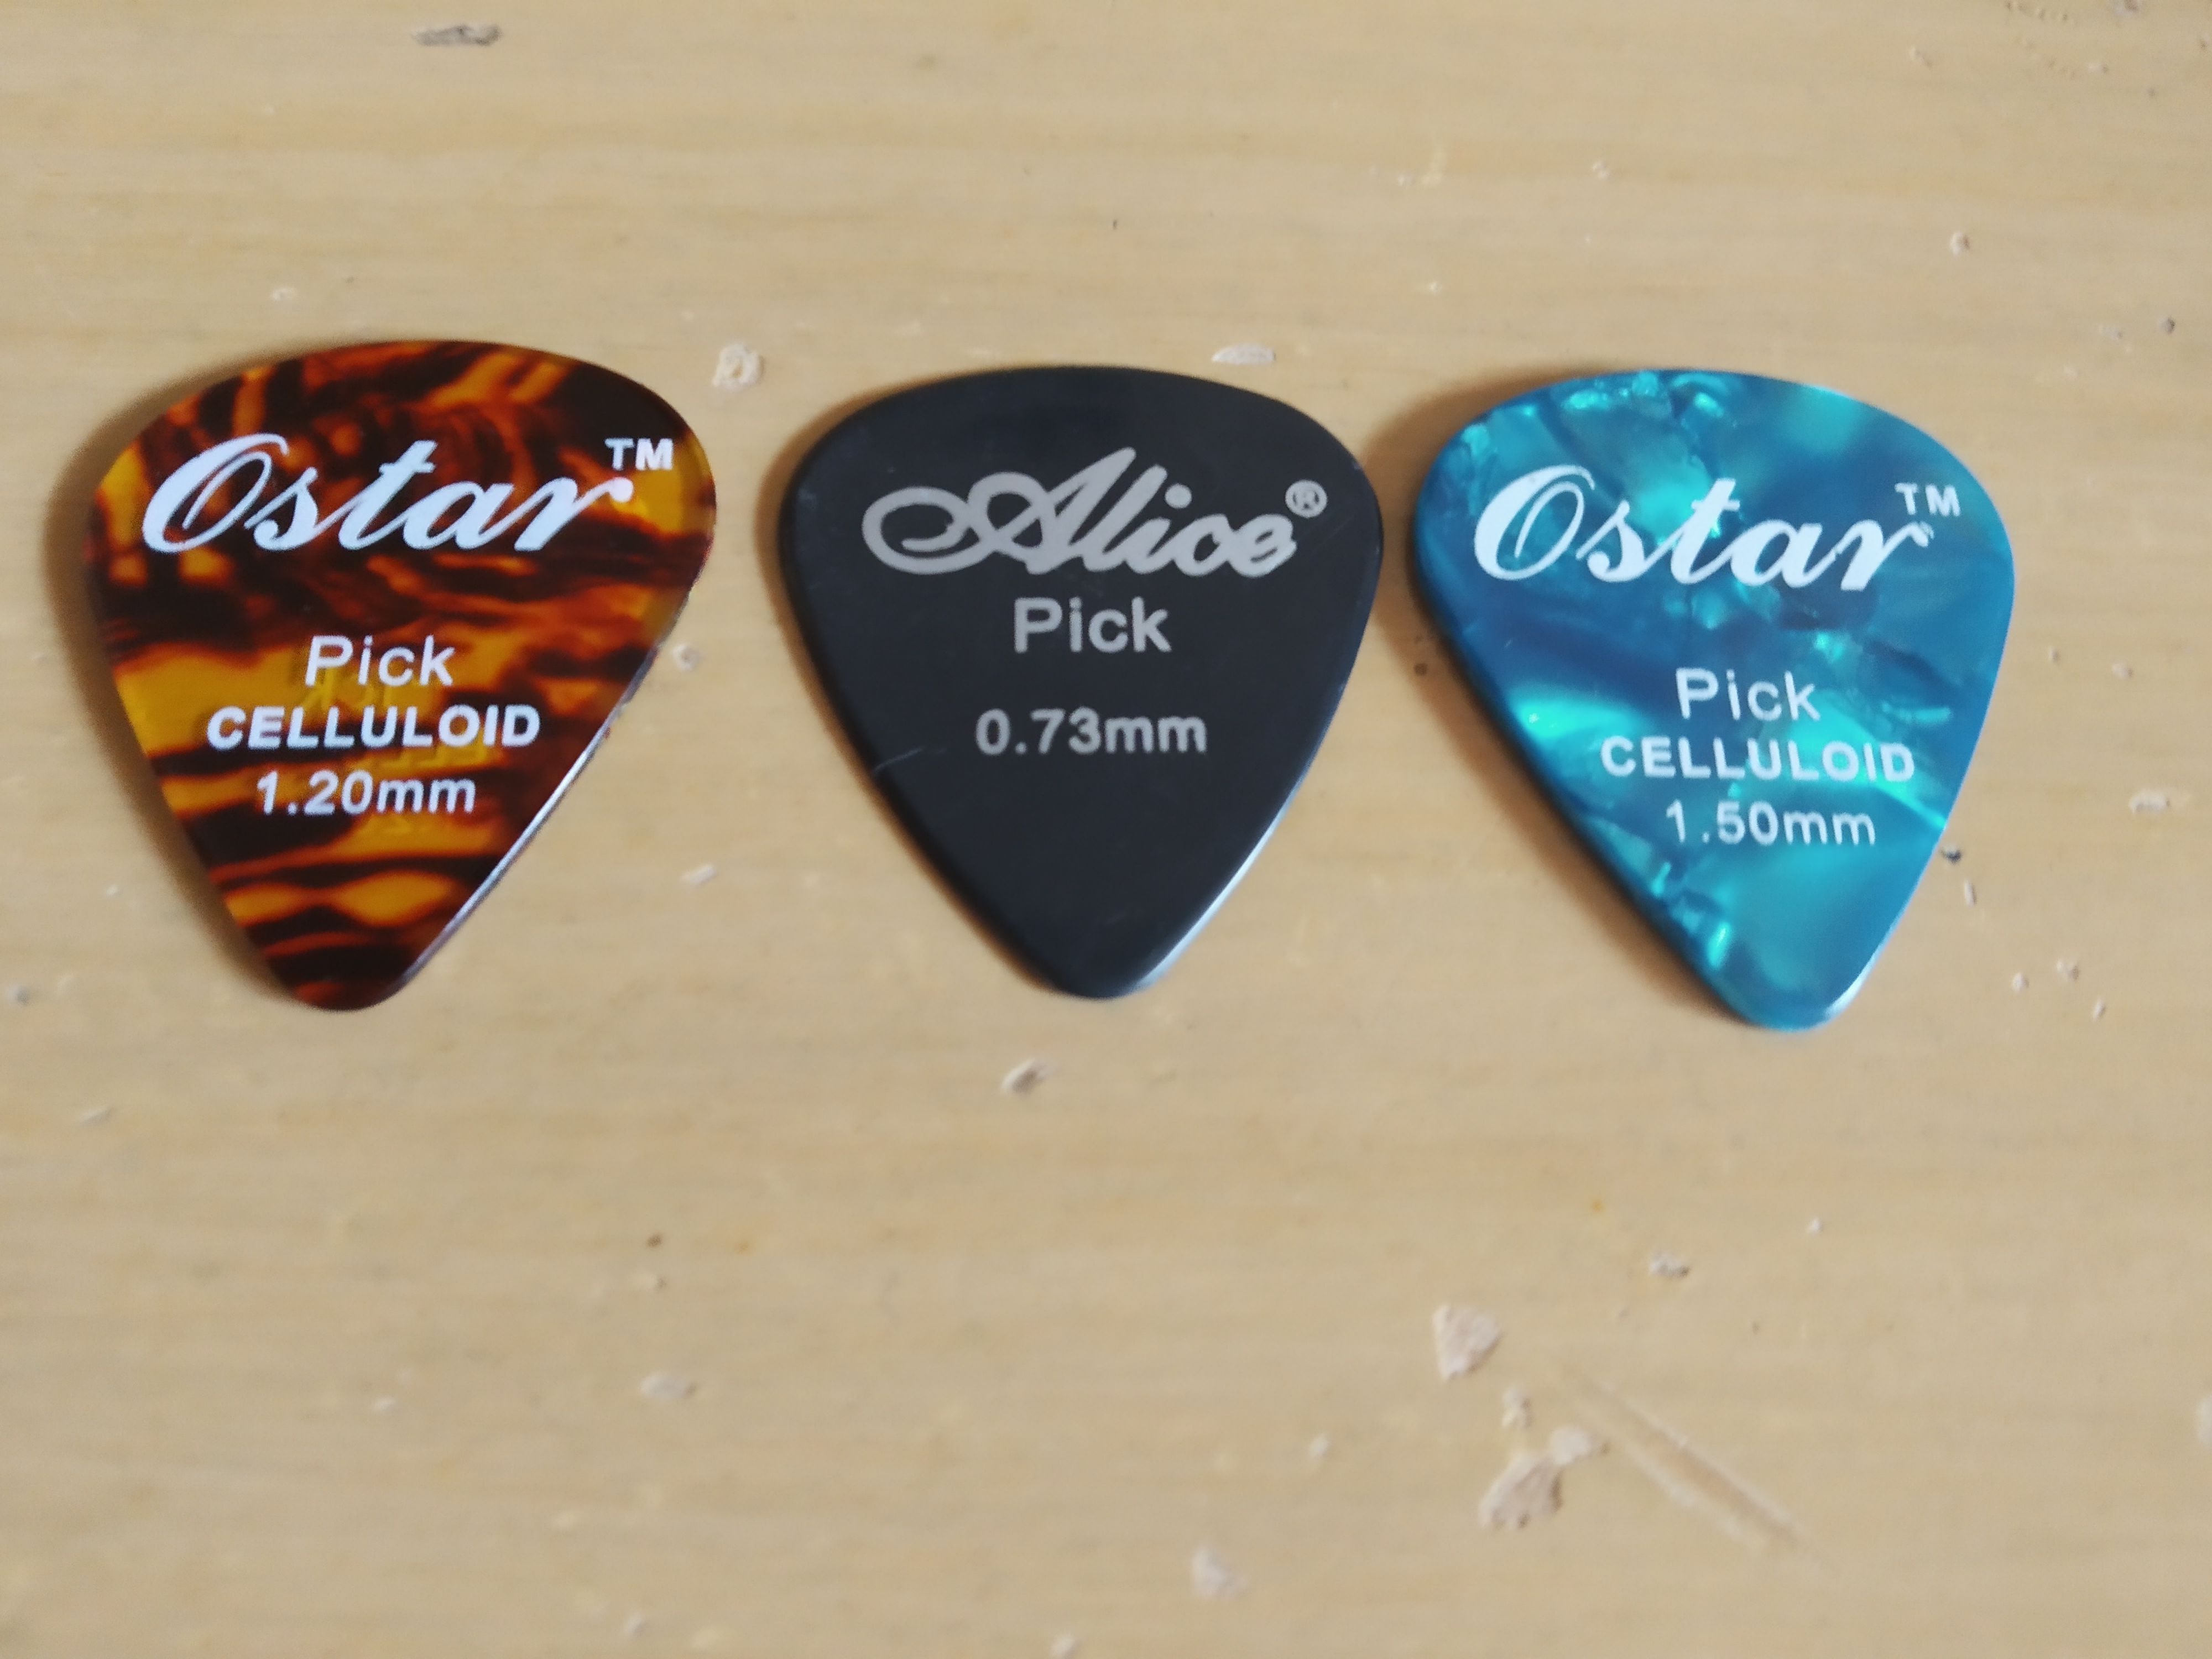 Ostar™
Pick
CELLULOID
1.20mm
Alice®
Pick
0.73mm
Ostar™
Pick
CELLULOID
1.50mm